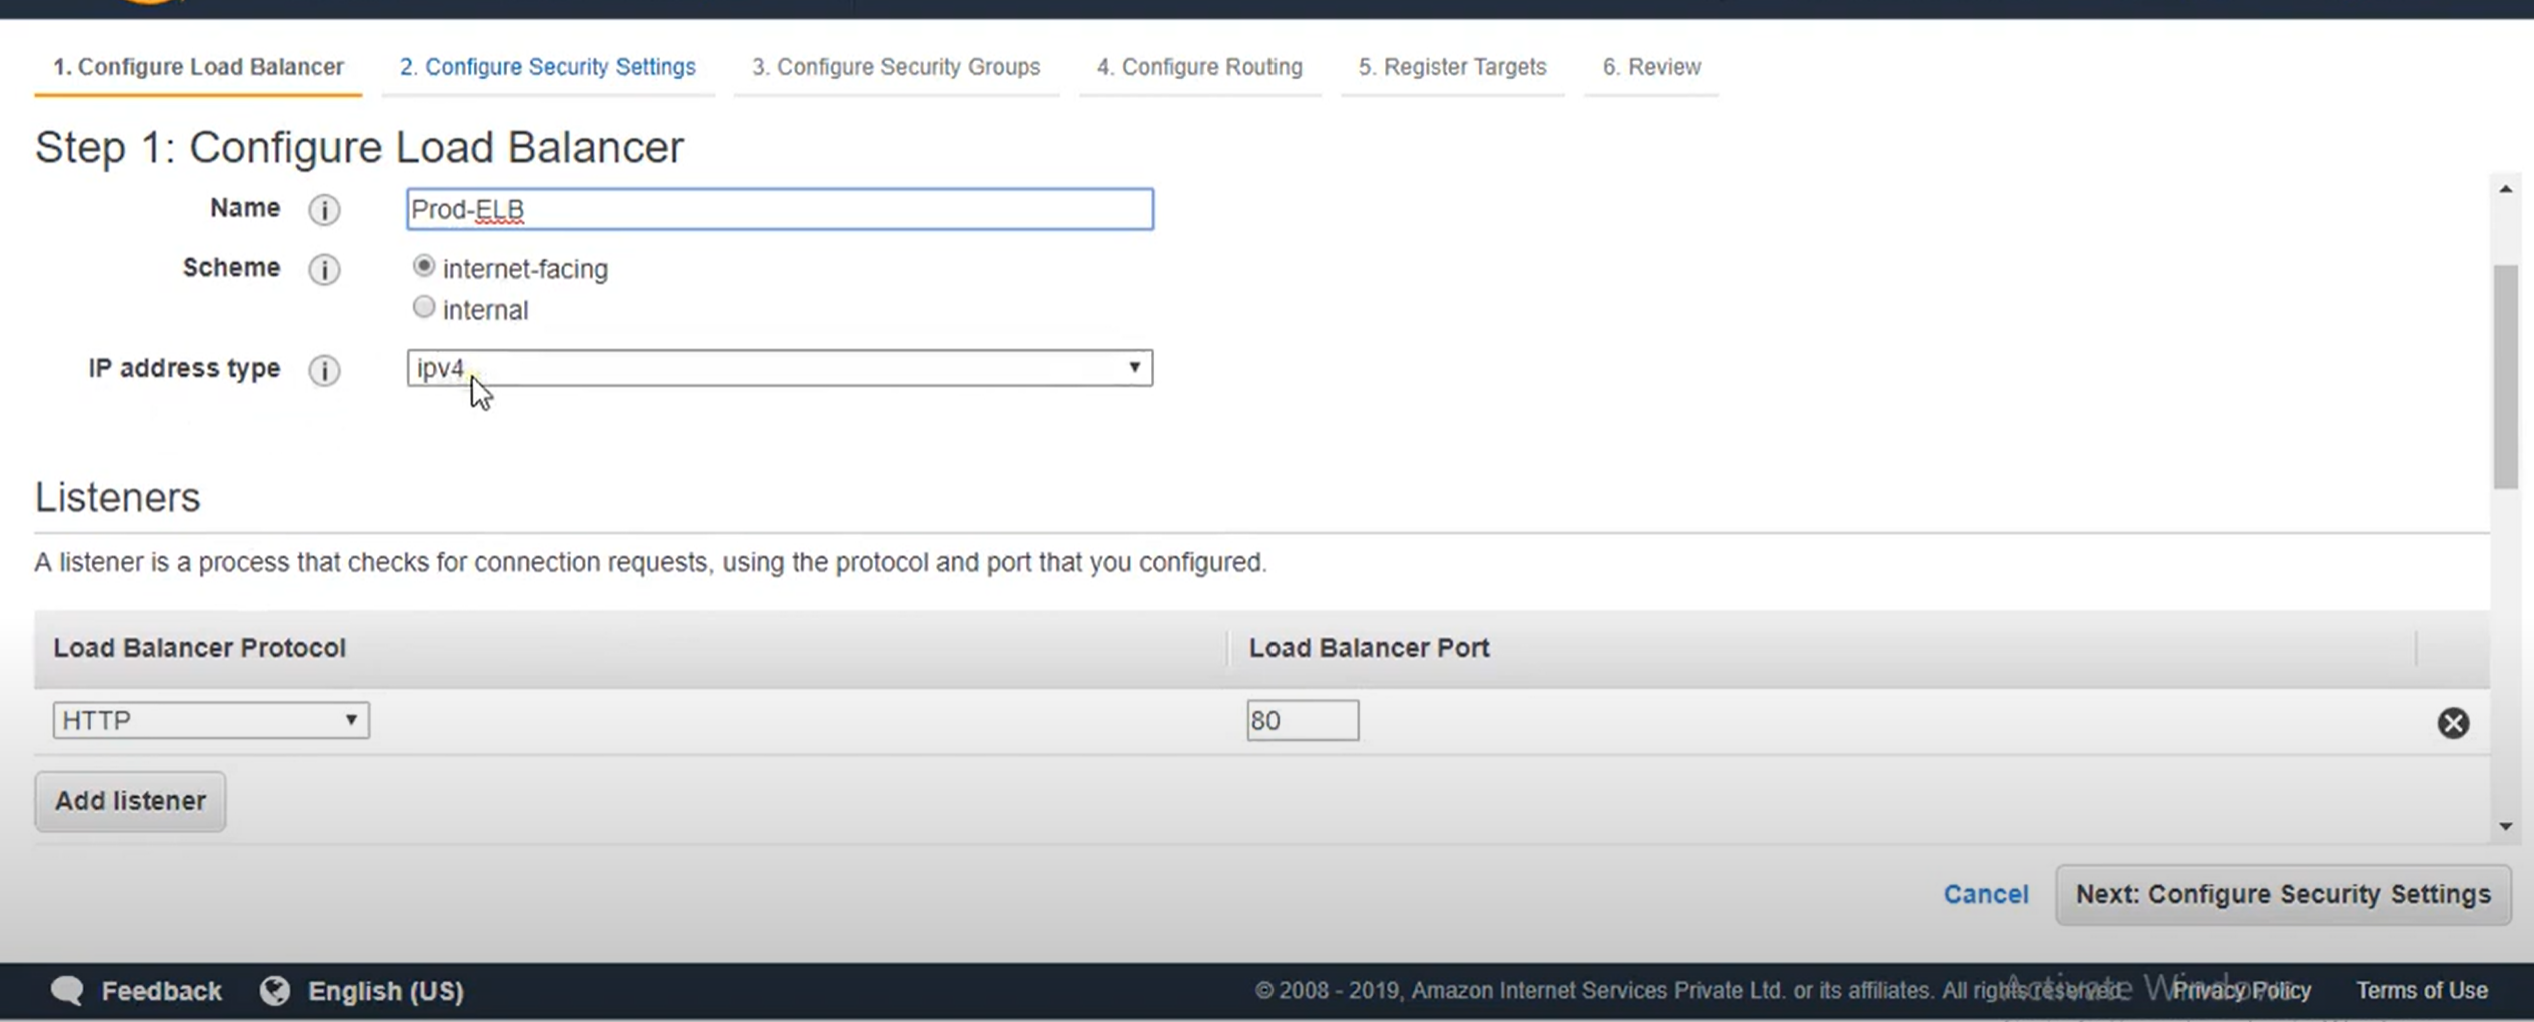 1. Configure Load Balancer 2. Configure Security Settings 3. Configure Security Groups 4. Configure Routing 5. Register Targets 6. Review
Step 1: Configure Load Balancer
Name i Prod-ELB
Scheme i internet-facing
internal
IP address type i ipv4
Listeners
A listener is a process that checks for connection requests, using the protocol and port that you configured.
Load Balancer Protocol Load Balancer Port
HTTP 80
Add listener
Cancel Next: Configure Security Settings
Feedback English (US) © 2008 - 2019, Amazon Internet Services Private Ltd. or its affiliates. All rights reserved. Privacy Policy Terms of Use
Activate Windows